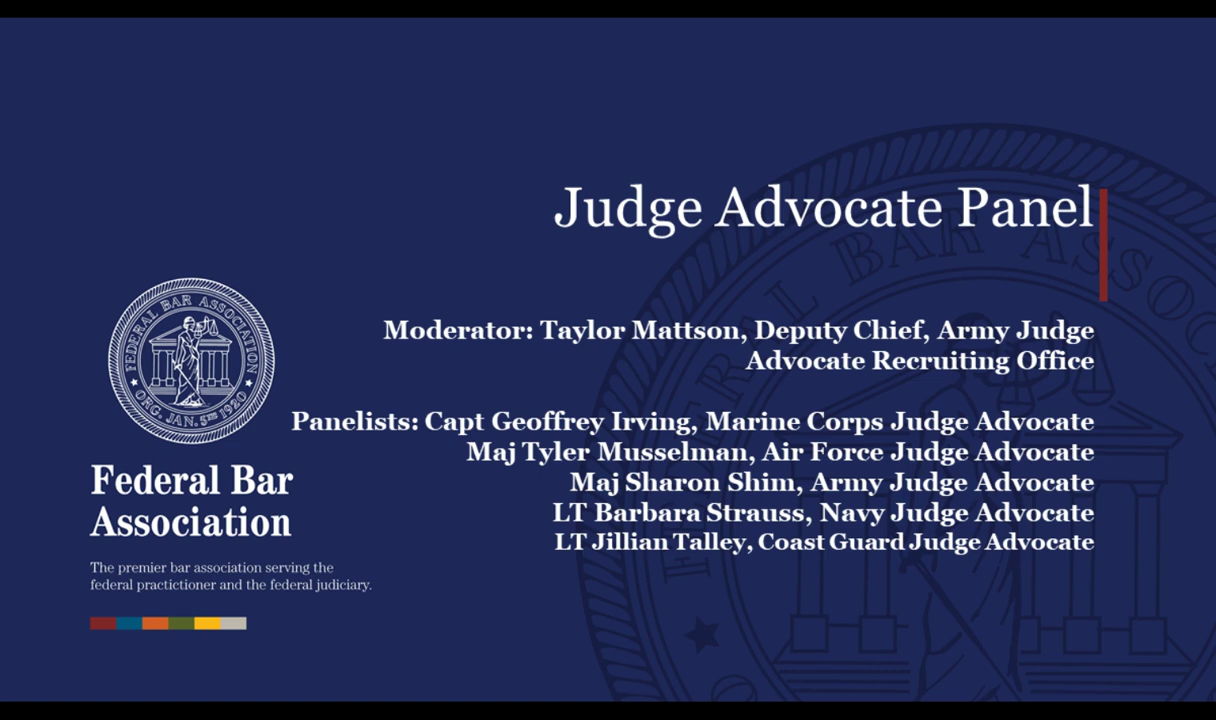 Judge Advocate Panel
Moderator: Taylor Mattson, Deputy Chief, Army Judge
Advocate Recruiting Office
Panelists: Capt Geoffrey Irving, Marine Corps Judge Advocate
Maj Tyler Musselman, Air Force Judge Advocate
Maj Sharon Shim, Army Judge Advocate
LT Barbara Strauss, Navy Judge Advocate
LT Jillian Talley, Coast Guard Judge Advocate
FEDERAL BAR ASSOCIATION
ORG. JAN. 5TH 1920
Federal Bar
Association
The premier bar association serving the
federal practictioner and the federal judiciary.
FEDERAL BAR ASSOC